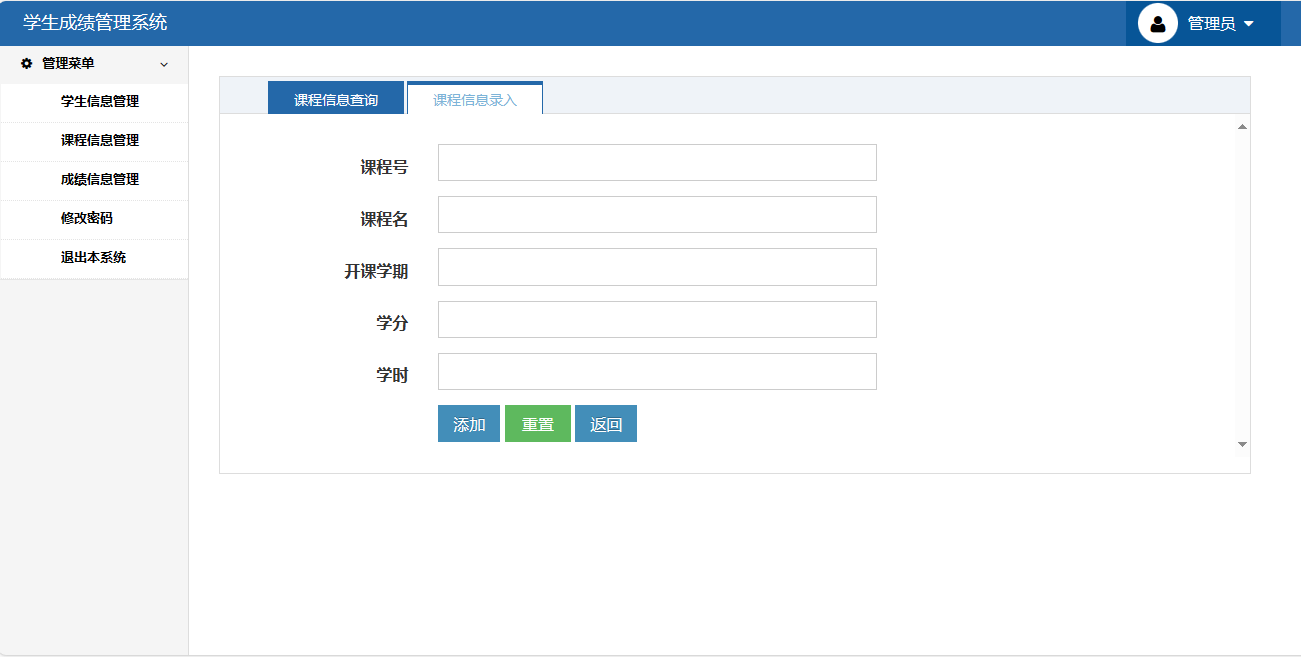 学生成绩管理系统
管理员
管理菜单
学生信息管理
课程信息管理
成绩信息管理
修改密码
退出本系统
课程信息查询 课程信息录入
课程号
课程名
开课学期
学分
学时
添加 重置 返回